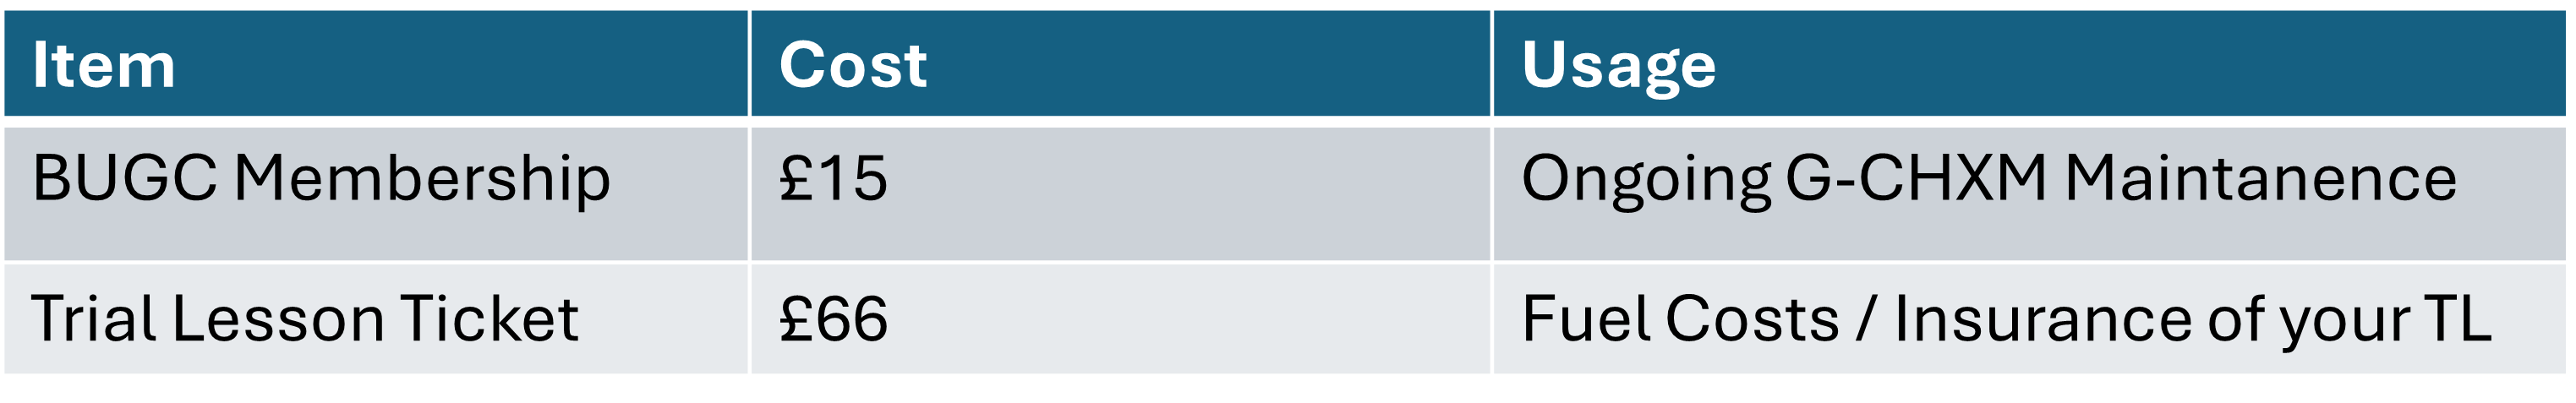 Item Cost Usage
BUGC Membership £15 Ongoing G-CHXM Maintanence
Trial Lesson Ticket £66 Fuel Costs / Insurance of your TL